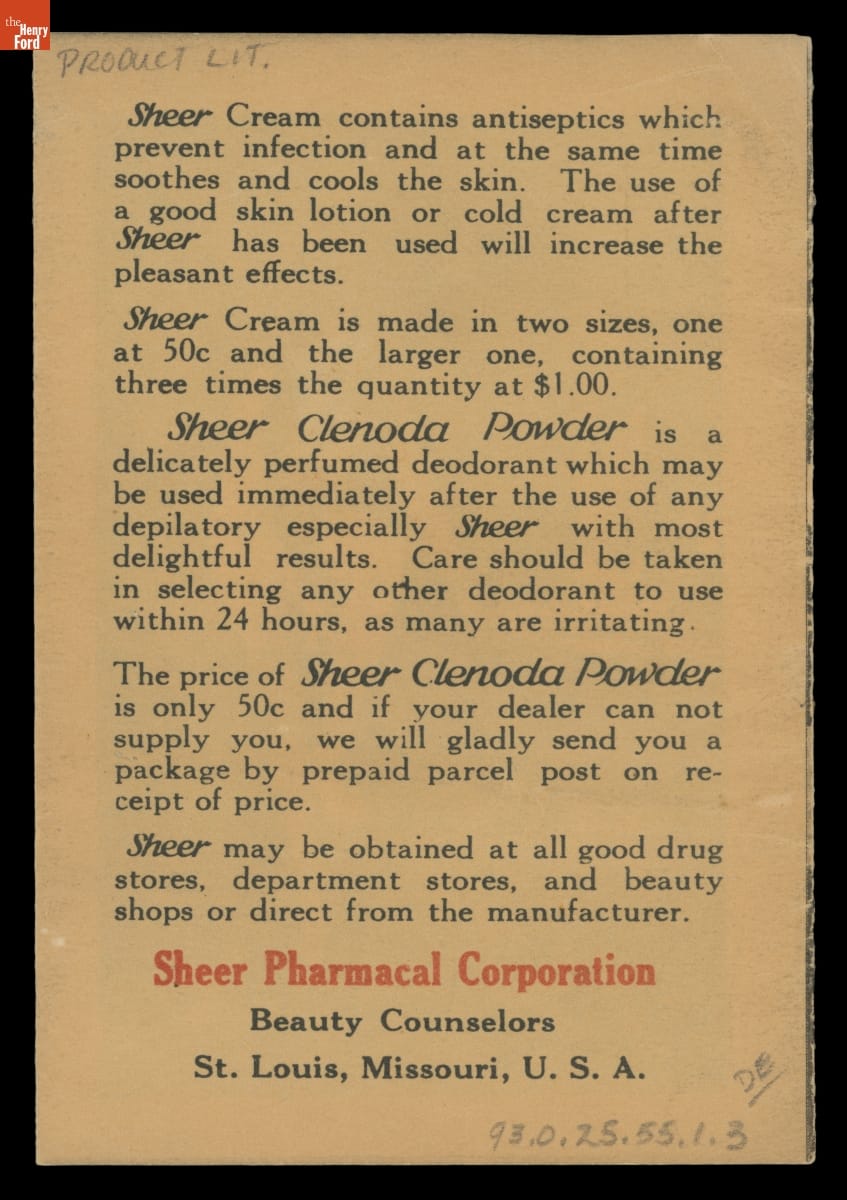 the
Henry
Ford
PRODUCT LIT.
Sheer Cream contains antiseptics which
prevent infection and at the same time
soothes and cools the skin. The use of
a good skin lotion or cold cream after
Sheer has been used will increase the
pleasant effects.
Sheer Cream is made in two sizes, one
at 50c and the larger one, containing
three times the quantity at $1.00.
Sheer Clenoda Powder is a
delicately perfumed deodorant which may
be used immediately after the use of any
depilatory especially Sheer with most
delightful results. Care should be taken
in selecting any other deodorant to use
within 24 hours, as many are irritating.
The price of Sheer Clenoda Powder
is only 50c and if your dealer can not
supply you, we will gladly send you a
package by prepaid parcel post on re-
ceipt of price.
Sheer may be obtained at all good drug
stores, department stores, and beauty
shops or direct from the manufacturer.
Sheer Pharmacal Corporation
Beauty Counselors
St. Louis, Missouri, U. S. A.
DE
93.0.25.55.1.3